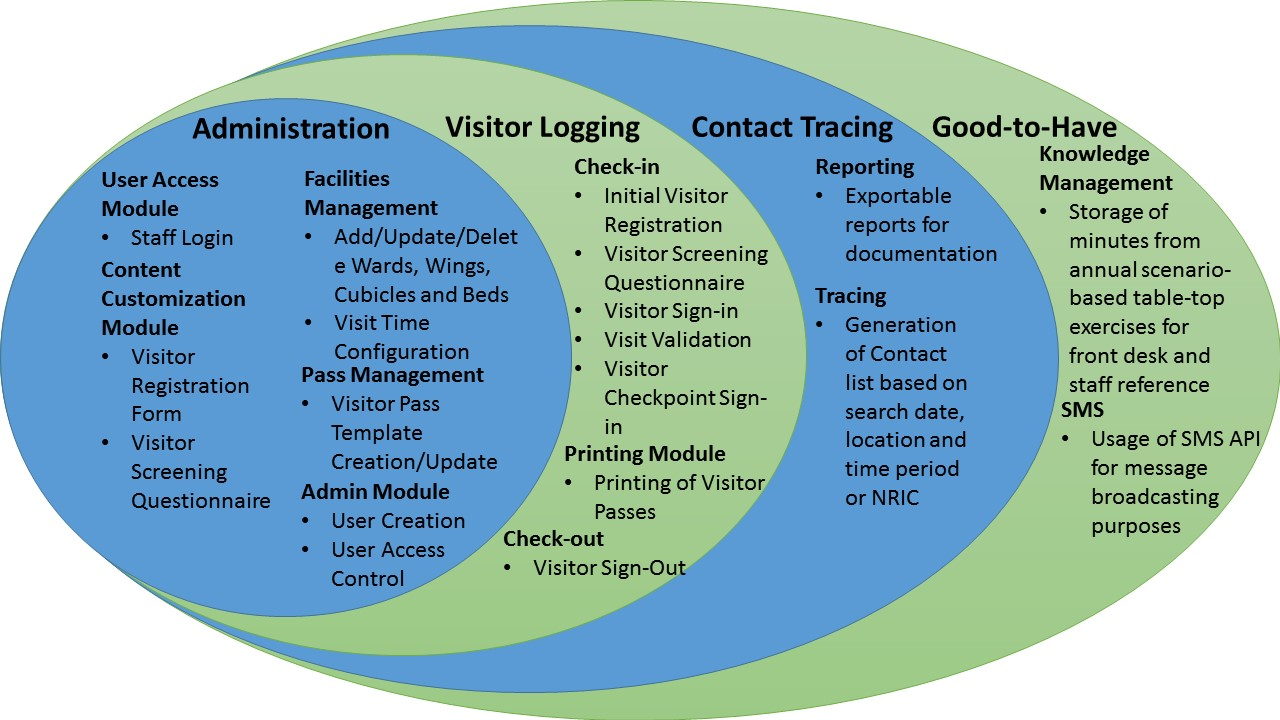 Administration
User Access
Module
• Staff Login
Content
Customization
Module
• Visitor
Registration
Form
• Visitor
Screening
Questionnaire
Facilities
Management
• Add/Update/Delet
e Wards, Wings,
Cubicles and Beds
• Visit Time
Configuration
Pass Management
• Visitor Pass
Template
Creation/Update
Admin Module
• User Creation
• User Access
Control
Visitor Logging
Check-in
• Initial Visitor
Registration
• Visitor Screening
Questionnaire
• Visitor Sign-in
• Visit Validation
• Visitor
Checkpoint Sign-
in
Printing Module
• Printing of Visitor
Passes
Check-out
• Visitor Sign-Out
Contact Tracing
Reporting
• Exportable
reports for
documentation
Tracing
• Generation
of Contact
list based on
search date,
location and
time period
or NRIC
Good-to-Have
Knowledge
Management
• Storage of
minutes from
annual scenario-
based table-top
exercises for
front desk and
staff reference
SMS
• Usage of SMS API
for message
broadcasting
purposes